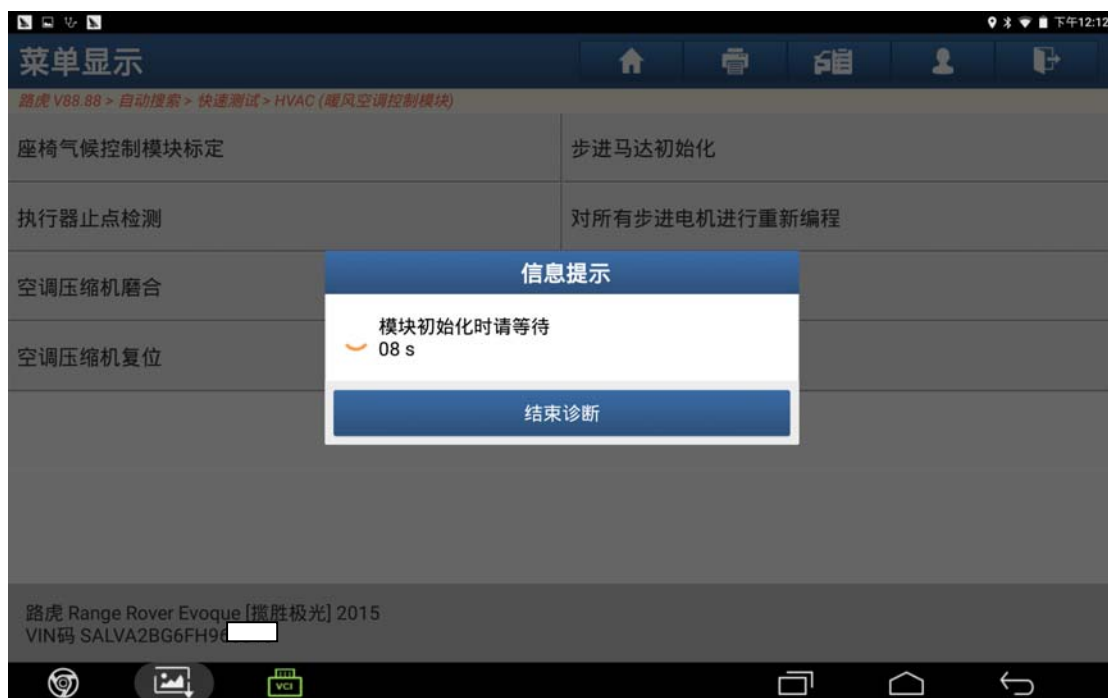 下午12:12
菜单显示
路虎 V88.88 > 自动搜索 > 快速测试 > HVAC (暖风空调控制模块)
座椅气候控制模块标定
步进马达初始化
执行器止点检测
对所有步进电机进行重新编程
空调压缩机磨合
空调压缩机复位
信息提示
模块初始化时请等待
08 s
结束诊断
路虎 Range Rover Evoque [揽胜极光] 2015
VIN码 SALVA2BG6FH96
VCI